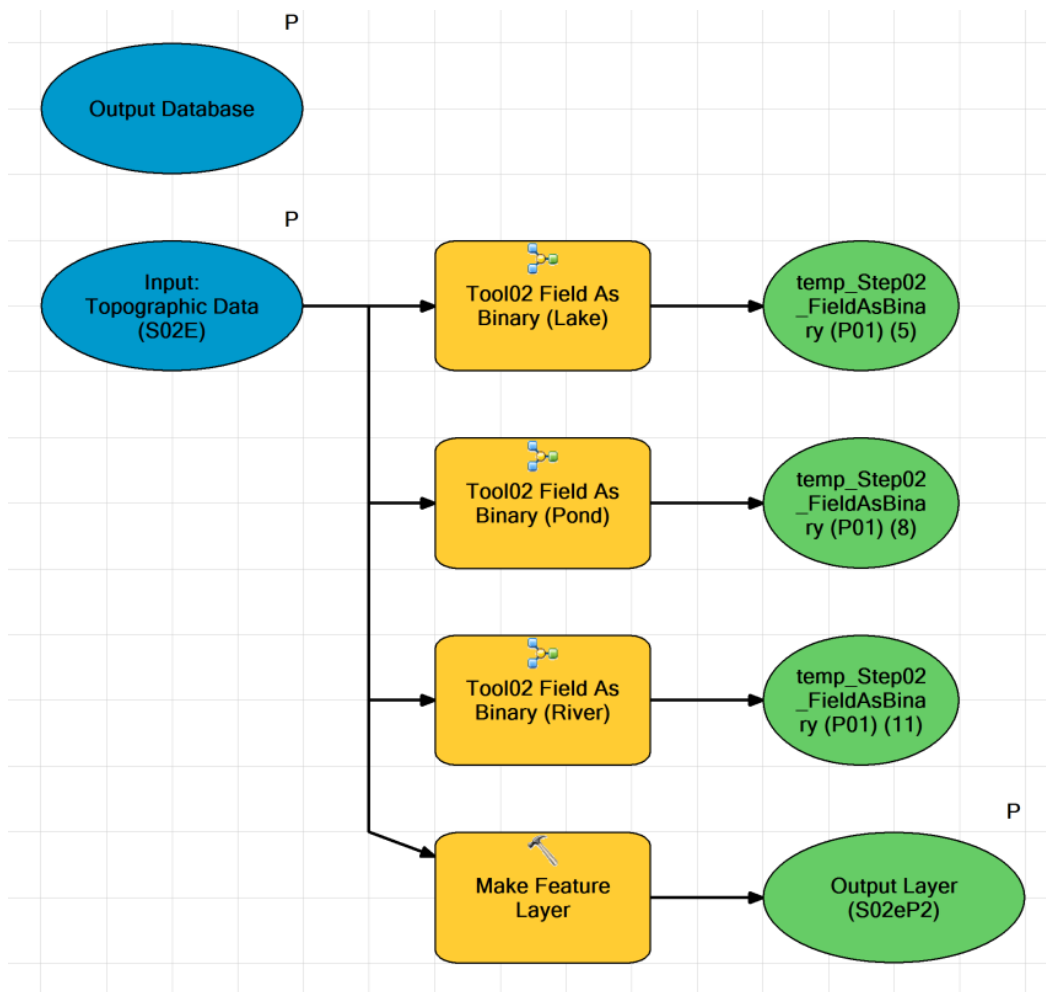 P
Output Database
P
Input:
Topographic Data
(S02E)
Tool02 Field As
Binary (Lake)
temp_Step02
_FieldAsBina
ry (P01) (5)
Tool02 Field As
Binary (Pond)
temp_Step02
_FieldAsBina
ry (P01) (8)
Tool02 Field As
Binary (River)
temp_Step02
_FieldAsBina
ry (P01) (11)
P
Make Feature
Layer
Output Layer
(S02eP2)